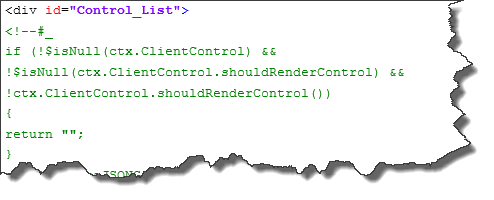 <div id="Control_List">
<!--#_
if (!$isNull(ctx.ClientControl) &&
!$isNull(ctx.ClientControl.shouldRenderControl) &&
!ctx.ClientControl.shouldRenderControl())
{
return "";
}